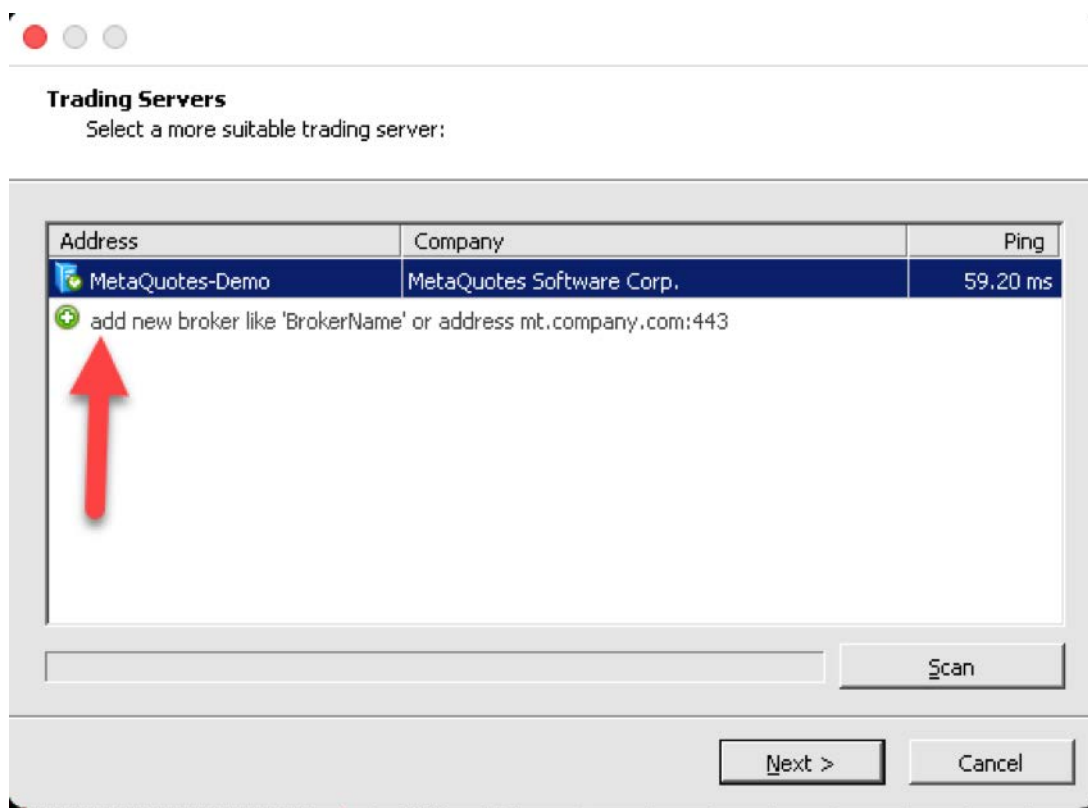 Trading Servers
Select a more suitable trading server:
Address Company Ping
MetaQuotes-Demo MetaQuotes Software Corp. 59.20 ms
add new broker like 'BrokerName' or address mt.company.com:443
Scan
Next > Cancel